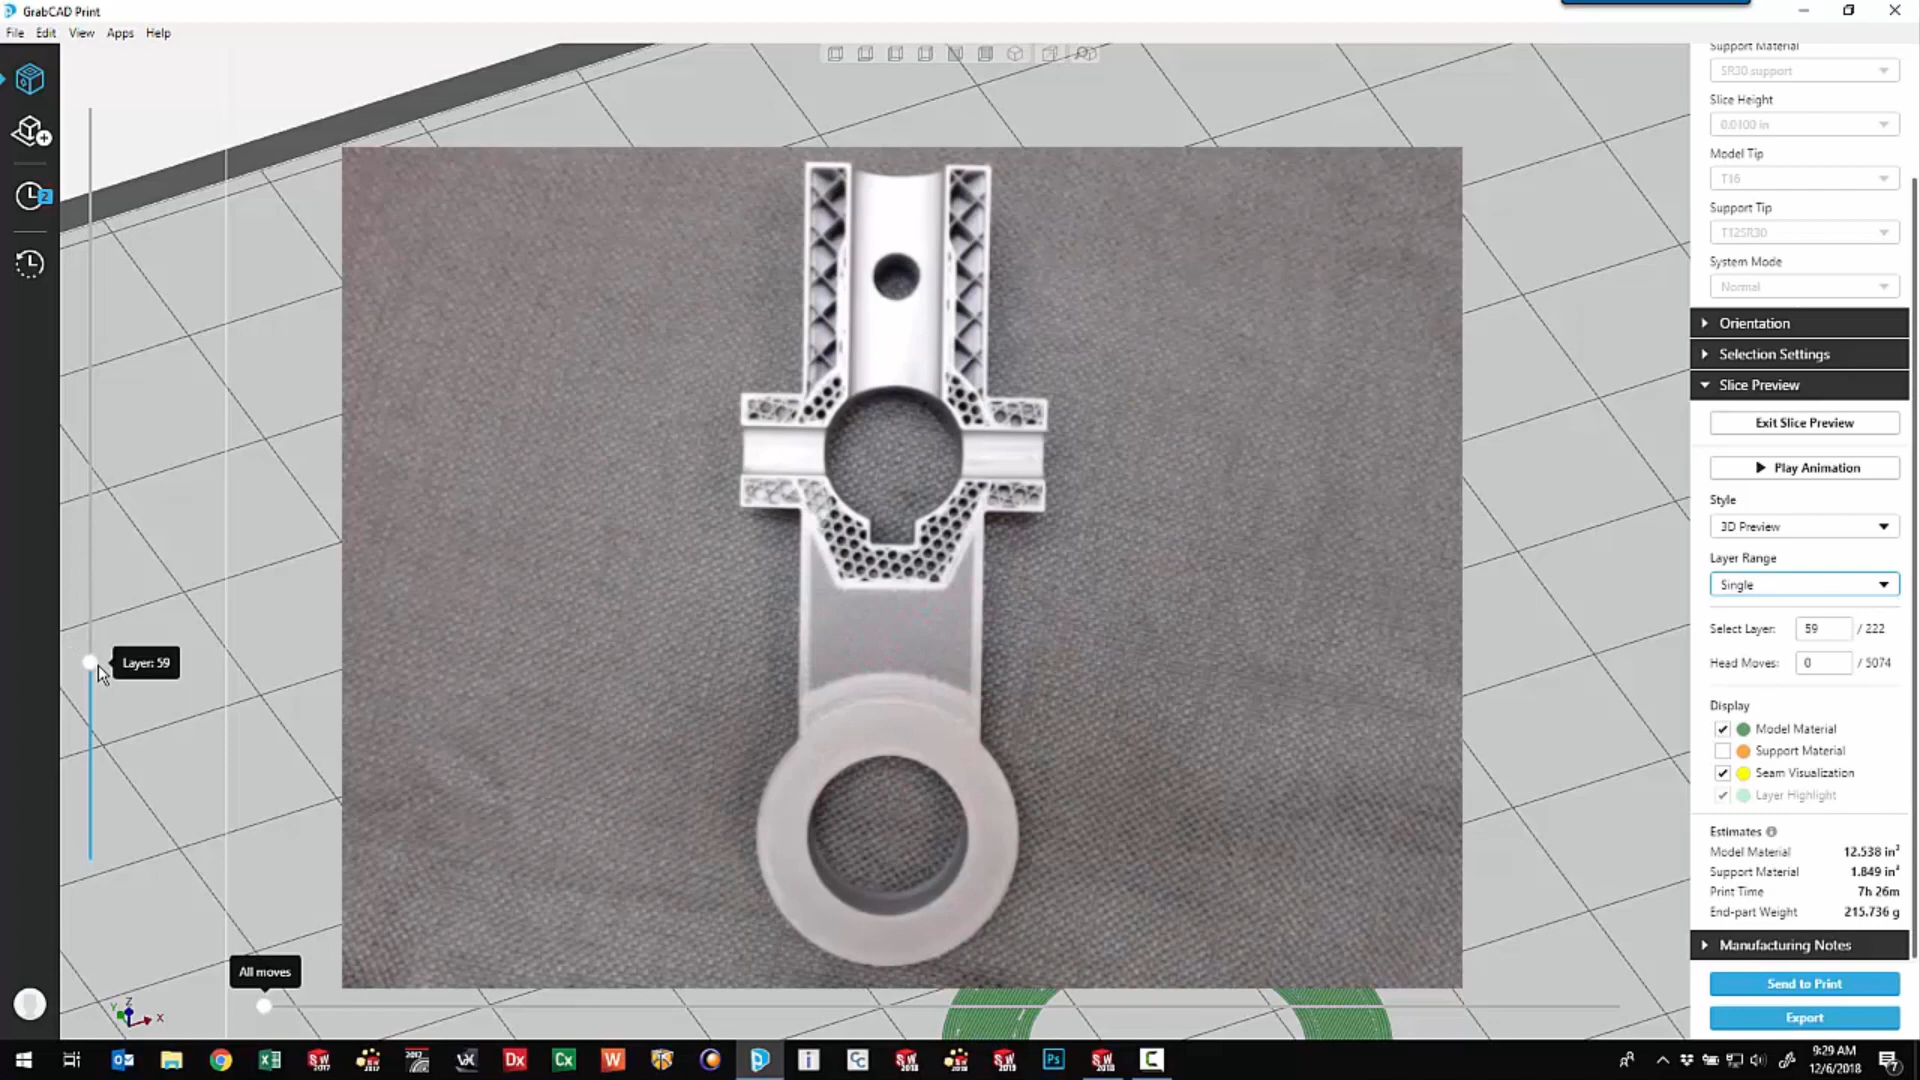 GrabCAD Print
File Edit View Apps Help
Support Material
SR30 support
Slice Height
0.0100 in
Model Tip
T16
Support Tip
T12SR30
System Mode
Normal
Orientation
Selection Settings
Slice Preview
Exit Slice Preview
Play Animation
Style
3D Preview
Layer Range
Single
Select Layer: 59 / 222
Head Moves: 0 / 5074
Display
Model Material
Support Material
Seam Visualization
Layer Highlight
Estimates
Model Material 12.538 in³
Support Material 1.849 in³
Print Time 7h 26m
End-part Weight 215.736 g
Manufacturing Notes
Send to Print
Export
2
Layer: 59
All moves
Z
Y
X
9:29 AM
12/6/2018